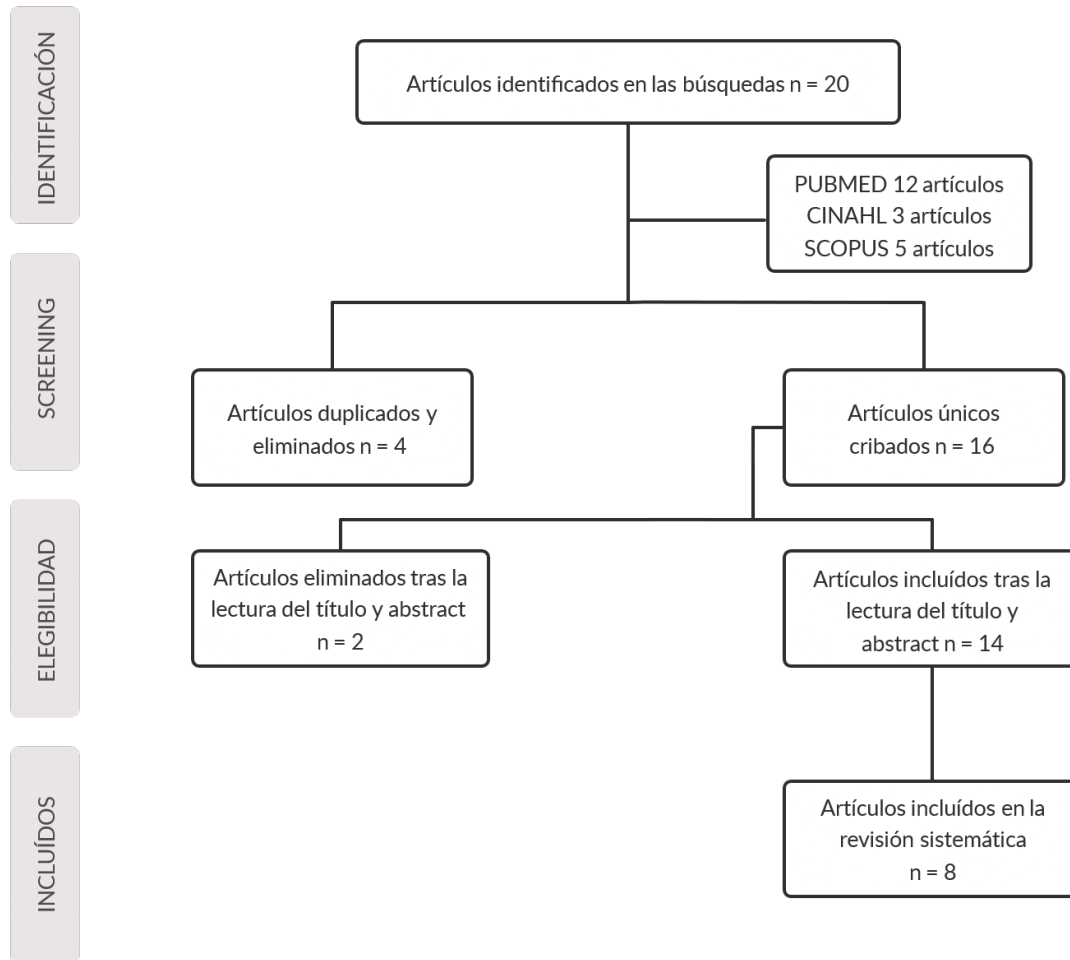 IDENTIFICACIÓN
Artículos identificados en las búsquedas n = 20
PUBMED 12 artículos
CINAHL 3 artículos
SCOPUS 5 artículos
SCREENING
Artículos duplicados y
eliminados n = 4
Artículos únicos
cribados n = 16
ELEGIBILIDAD
Artículos eliminados tras la
lectura del título y abstract
n = 2
Artículos incluídos tras la
lectura del título y
abstract n = 14
INCLUÍDOS
Artículos incluídos en la
revisión sistemática
n = 8